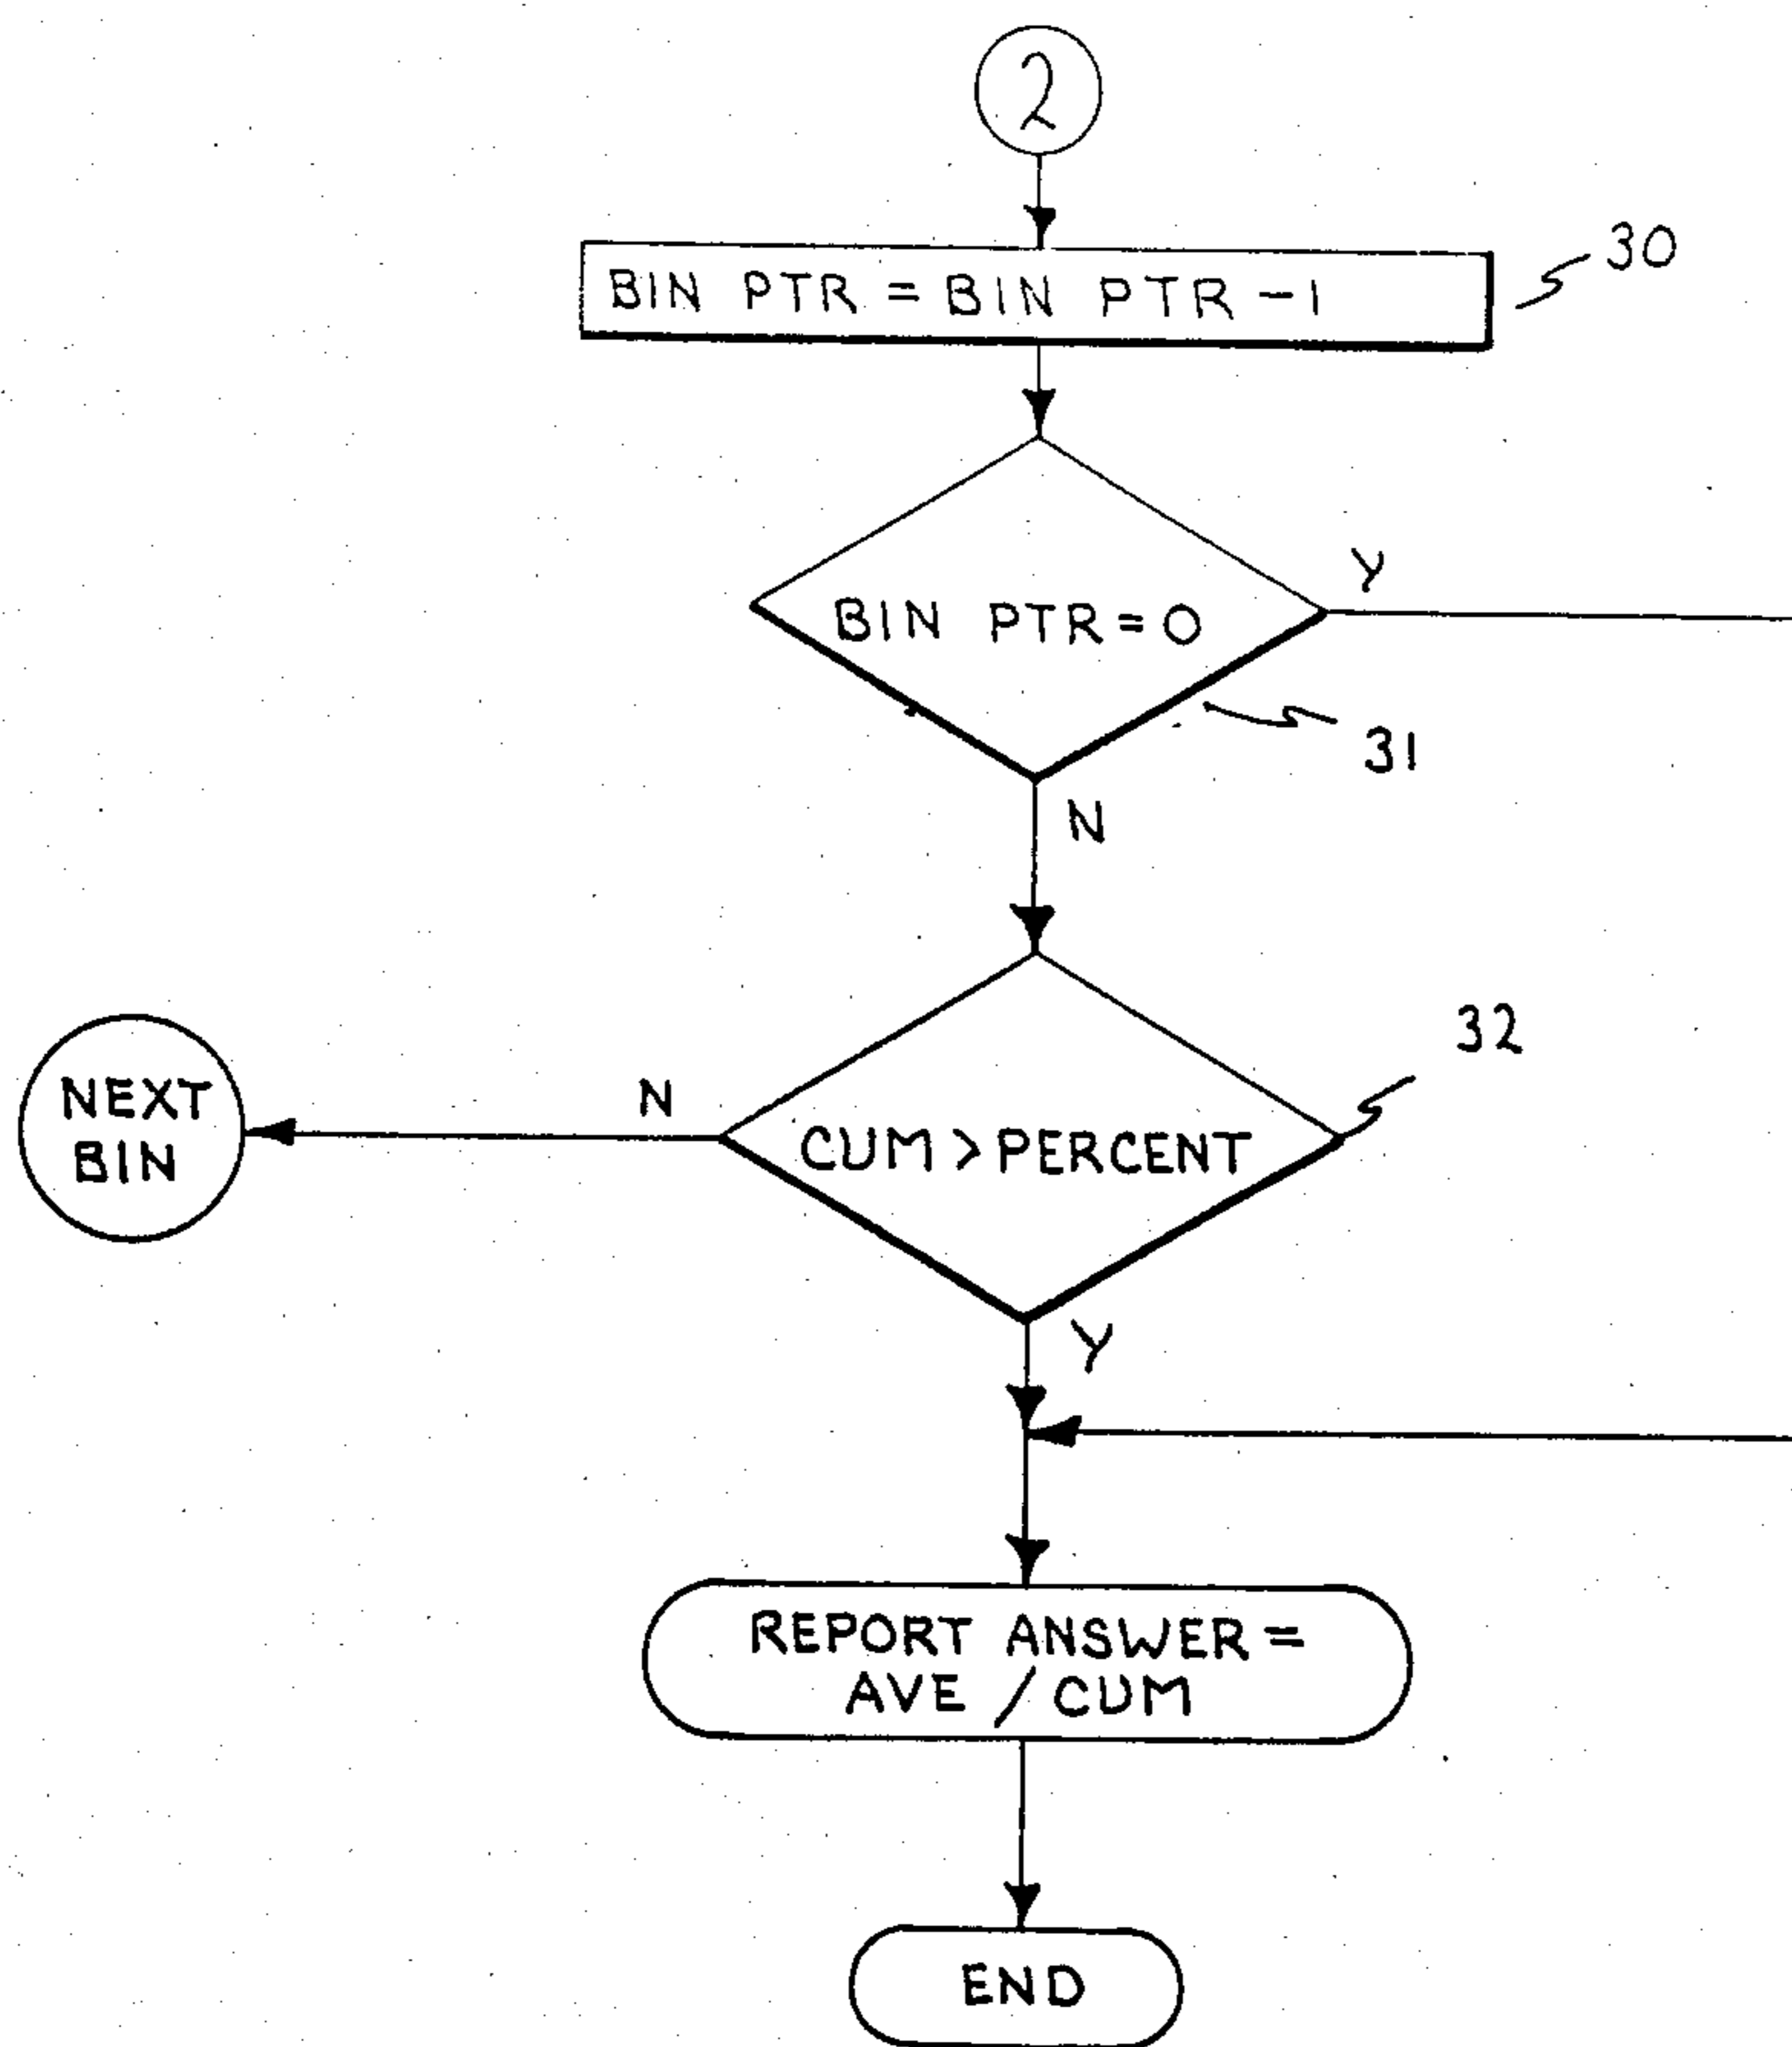 2
BIN PTR = BIN PTR - 1
30
BIN PTR = 0
Y
31
N
32
NEXT
BIN
N
CUM > PERCENT
Y
REPORT ANSWER =
AVE / CUM
END